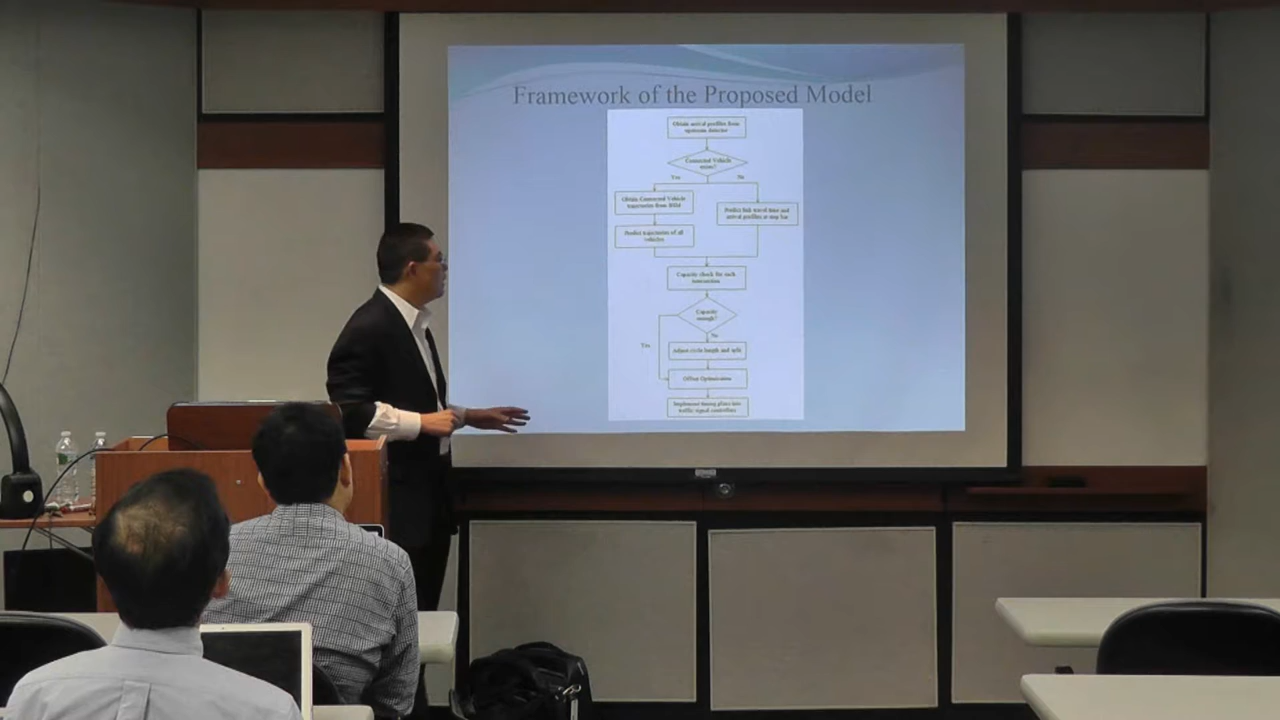 Framework of the Proposed Model
Obtain arrival profiles from
upstream detector
Connected Vehicle
exists?
Yes
No
Obtain Connected Vehicle
trajectories from BSM
Predict link travel time and
arrival profiles at stop bar
Predict trajectories of all
vehicles
Capacity check for each
intersection
Capacity
enough?
Yes
No
Adjust cycle length and split
Offset Optimization
Implement timing plans into
traffic signal controllers